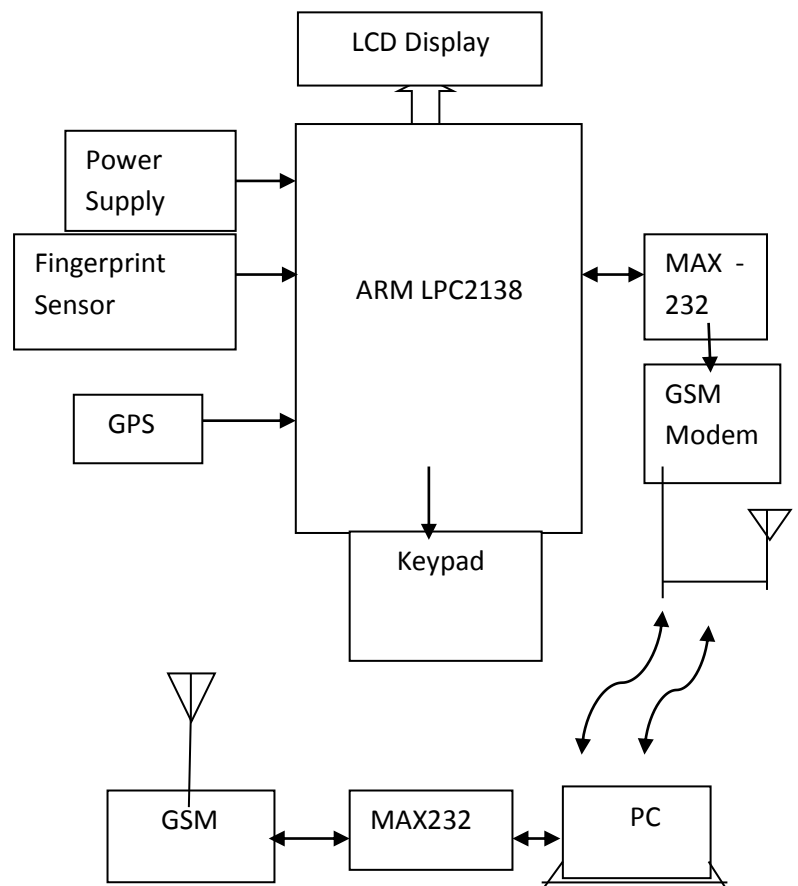 LCD Display
Power
Supply
Fingerprint
Sensor
ARM LPC2138
MAX -
232
GPS
GSM
Modem
Keypad
GSM
MAX232
PC